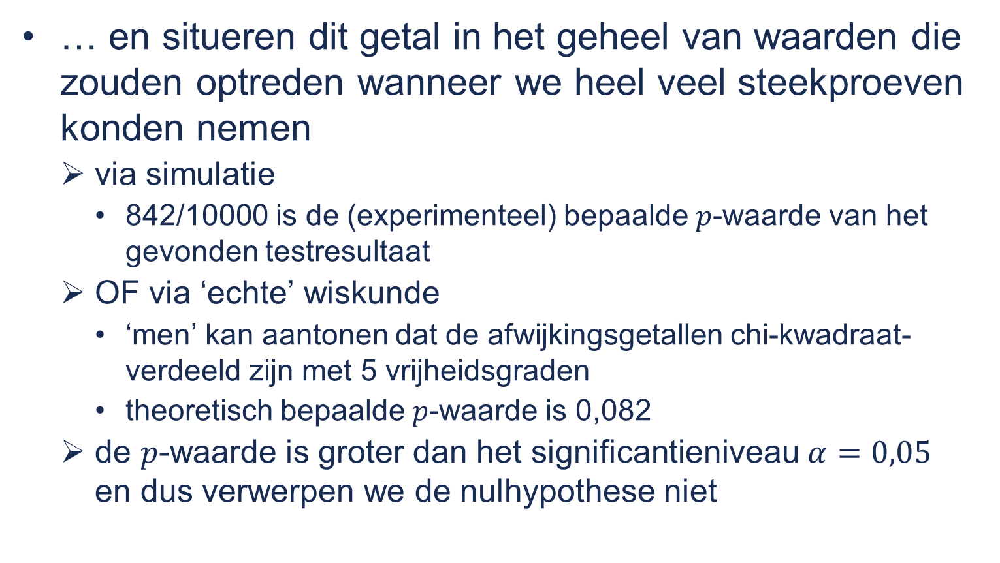 • … en situeren dit getal in het geheel van waarden die
zouden optreden wanneer we heel veel steekproeven
konden nemen
➢ via simulatie
• 842/10000 is de (experimenteel) bepaalde 𝑝-waarde van het
gevonden testresultaat
➢ OF via ‘echte’ wiskunde
• ‘men’ kan aantonen dat de afwijkingsgetallen chi-kwadraat-
verdeeld zijn met 5 vrijheidsgraden
• theoretisch bepaalde 𝑝-waarde is 0,082
➢ de 𝑝-waarde is groter dan het significantieniveau 𝛼 = 0,05
en dus verwerpen we de nulhypothese niet